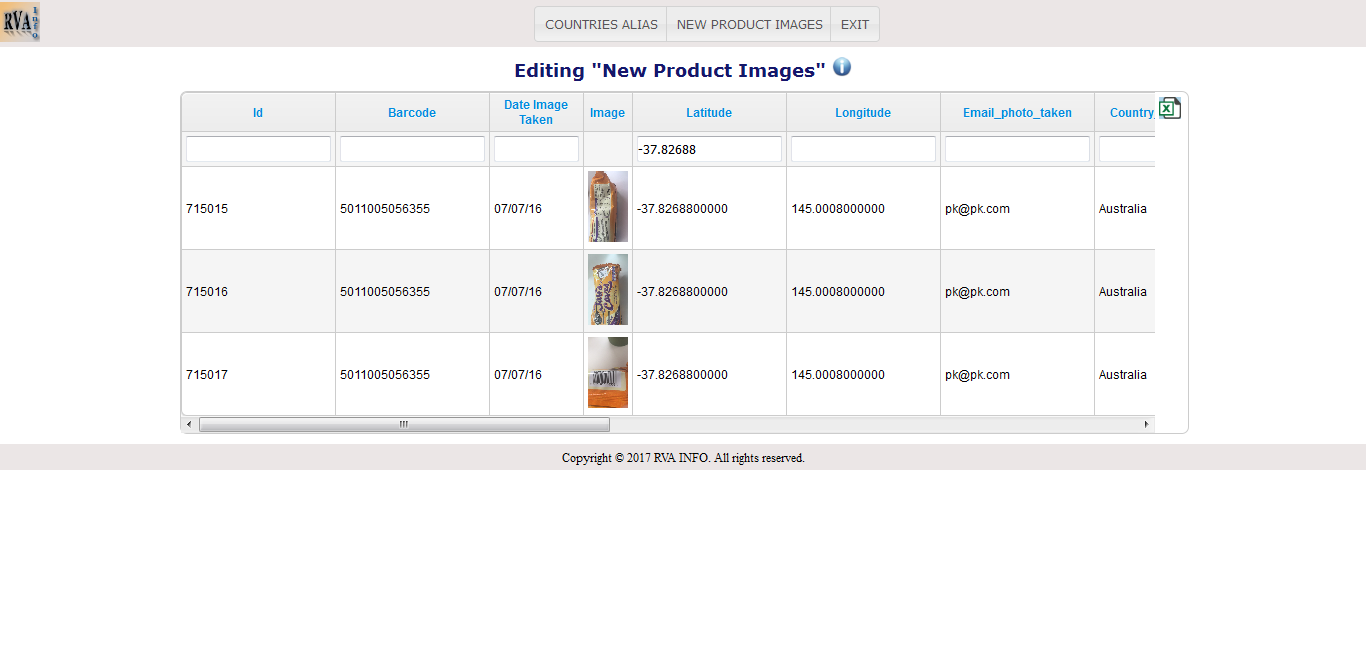 RVA Info
COUNTRIES ALIAS NEW PRODUCT IMAGES EXIT
Editing "New Product Images"
Id Barcode Date Image Taken Image Latitude Longitude Email_photo_taken Country_
-37.82688
715015 5011005056355 07/07/16 -37.8268800000 145.0008000000 pk@pk.com Australia
715016 5011005056355 07/07/16 -37.8268800000 145.0008000000 pk@pk.com Australia
715017 5011005056355 07/07/16 -37.8268800000 145.0008000000 pk@pk.com Australia
Copyright © 2017 RVA INFO. All rights reserved.